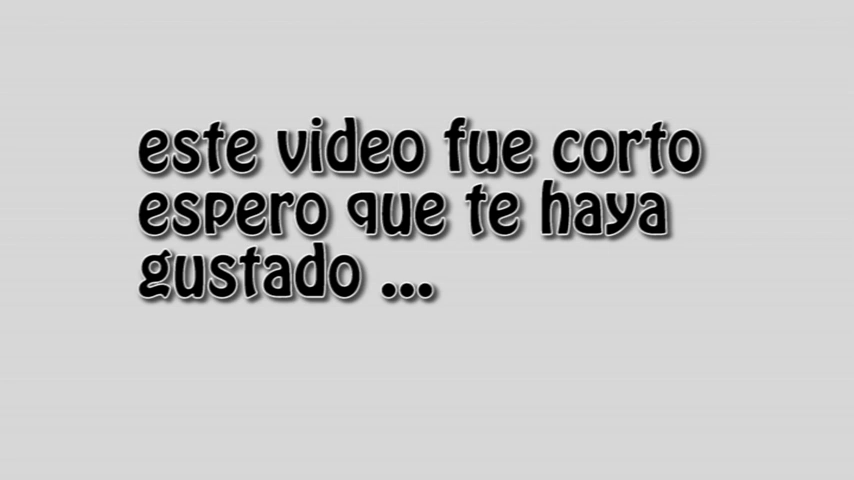 este video fue corto
espero que te haya
gustado ...